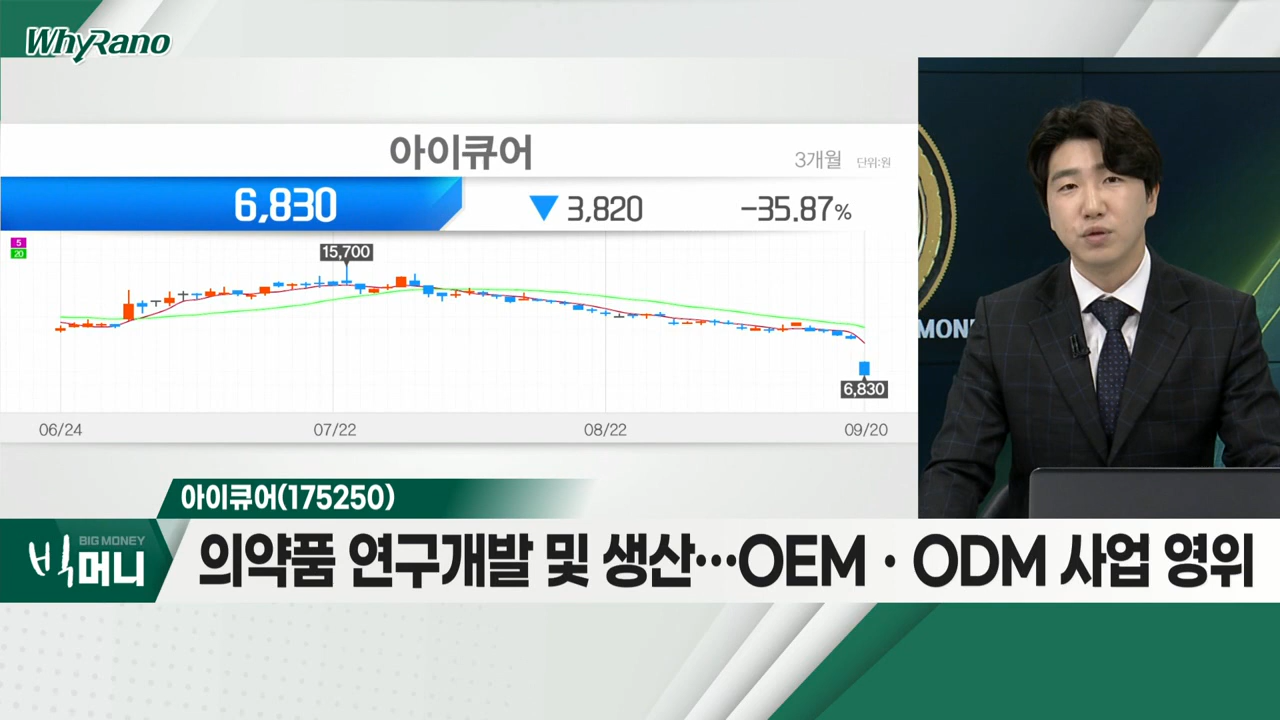 WhyRano
아이큐어
3개월 단위:원
6,830 ▼3,820 -35.87%
5
20
15,700
6,830
06/24 07/22 08/22 09/20
MON
아이큐어(175250)
BIG MONEY
빅머니
의약품 연구개발 및 생산…OEM·ODM 사업 영위